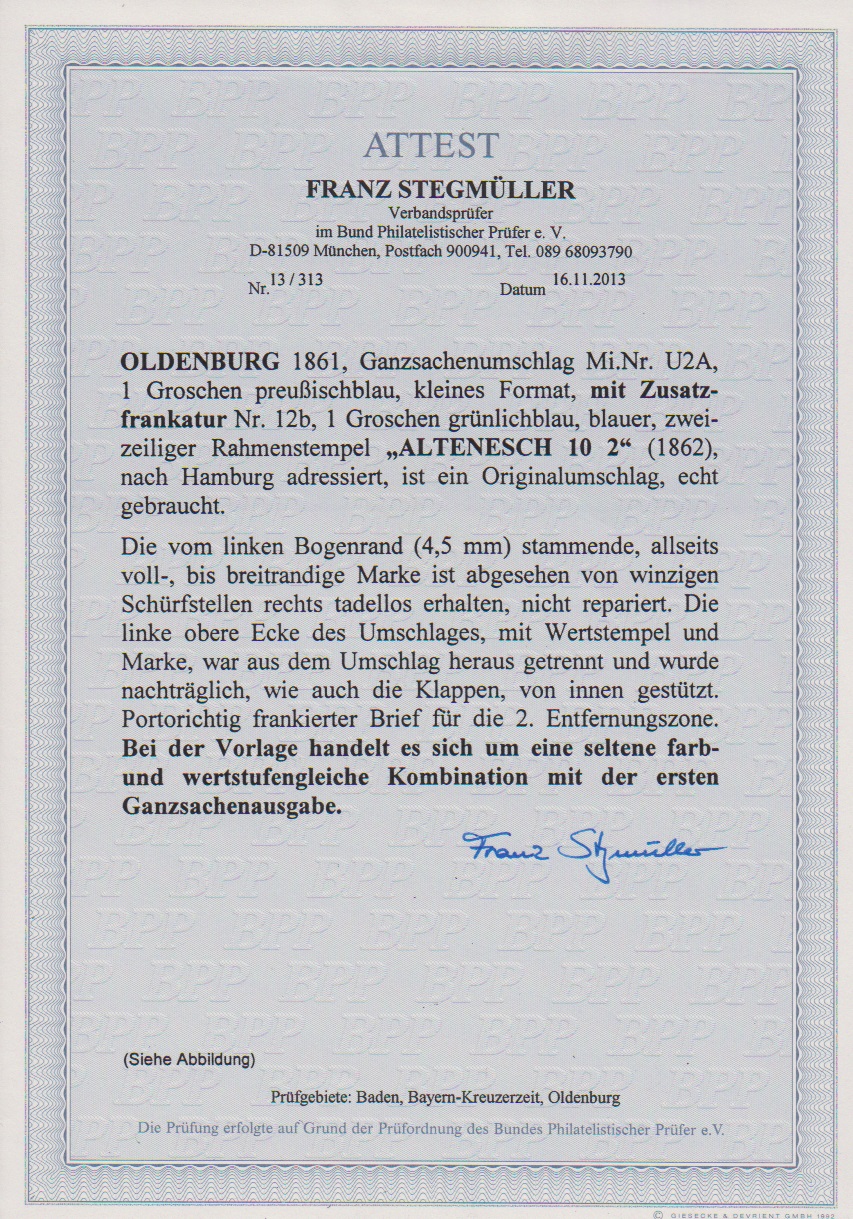 ATTEST
FRANZ STEGMÜLLER
Verbandsprüfer
im Bund Philatelistischer Prüfer e. V.
D-81509 München, Postfach 900941, Tel. 089 68093790
Nr. 13 / 313 Datum 16.11.2013
OLDENBURG 1861, Ganzsachenumschlag Mi.Nr. U2A,
1 Groschen preußischblau, kleines Format, mit Zusatz-
frankatur Nr. 12b, 1 Groschen grünlichblau, blauer, zwei-
zeiliger Rahmenstempel „ALTENESCH 10 2“ (1862),
nach Hamburg adressiert, ist ein Originalumschlag, echt
gebraucht.
Die vom linken Bogenrand (4,5 mm) stammende, allseits
voll-, bis breitrandige Marke ist abgesehen von winzigen
Schürfstellen rechts tadellos erhalten, nicht repariert. Die
linke obere Ecke des Umschlages, mit Wertstempel und
Marke, war aus dem Umschlag heraus getrennt und wurde
nachträglich, wie auch die Klappen, von innen gestützt.
Portorichtig frankierter Brief für die 2. Entfernungszone.
Bei der Vorlage handelt es sich um eine seltene farb-
und wertstufengleiche Kombination mit der ersten
Ganzsachenausgabe.
Franz Stegmüller
(Siehe Abbildung)
Prüfgebiete: Baden, Bayern-Kreuzerzeit, Oldenburg
Die Prüfung erfolgte auf Grund der Prüfordnung des Bundes Philatelistischer Prüfer e.V.
© GIESECKE & DEVRIENT GMBH 1992